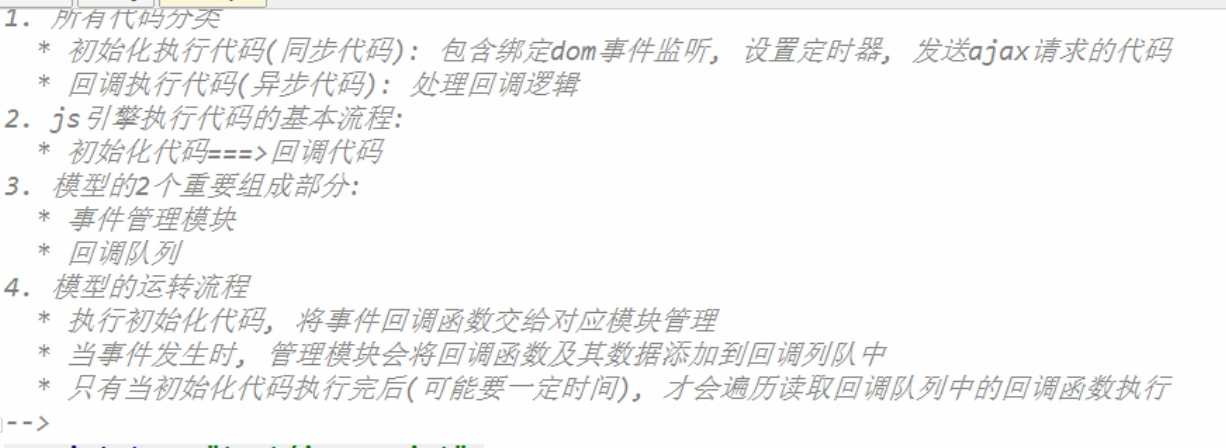 1. 所有代码分类
* 初始化执行代码(同步代码): 包含绑定dom事件监听, 设置定时器, 发送ajax请求的代码
* 回调执行代码(异步代码): 处理回调逻辑
2. js引擎执行代码的基本流程:
* 初始化代码===>回调代码
3. 模型的2个重要组成部分:
* 事件管理模块
* 回调队列
4. 模型的运转流程
* 执行初始化代码, 将事件回调函数交给对应模块管理
* 当事件发生时, 管理模块会将回调函数及其数据添加到回调列队中
* 只有当初始化代码执行完后(可能要一定时间), 才会遍历读取回调队列中的回调函数执行
-->